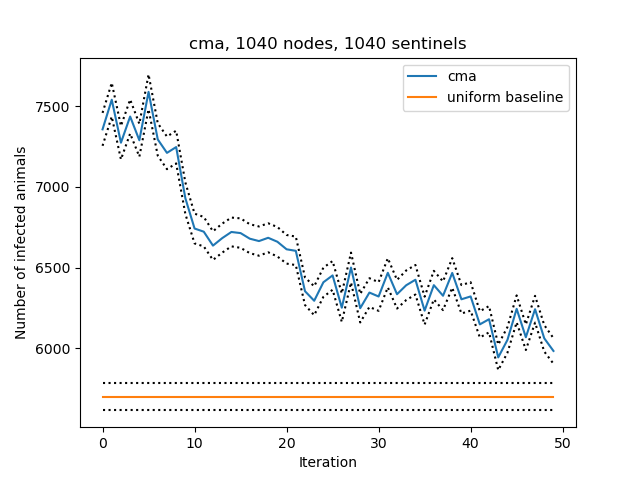 cma, 1040 nodes, 1040 sentinels
cma
uniform baseline
Number of infected animals
7500
7000
6500
6000
0 10 20 30 40 50
Iteration